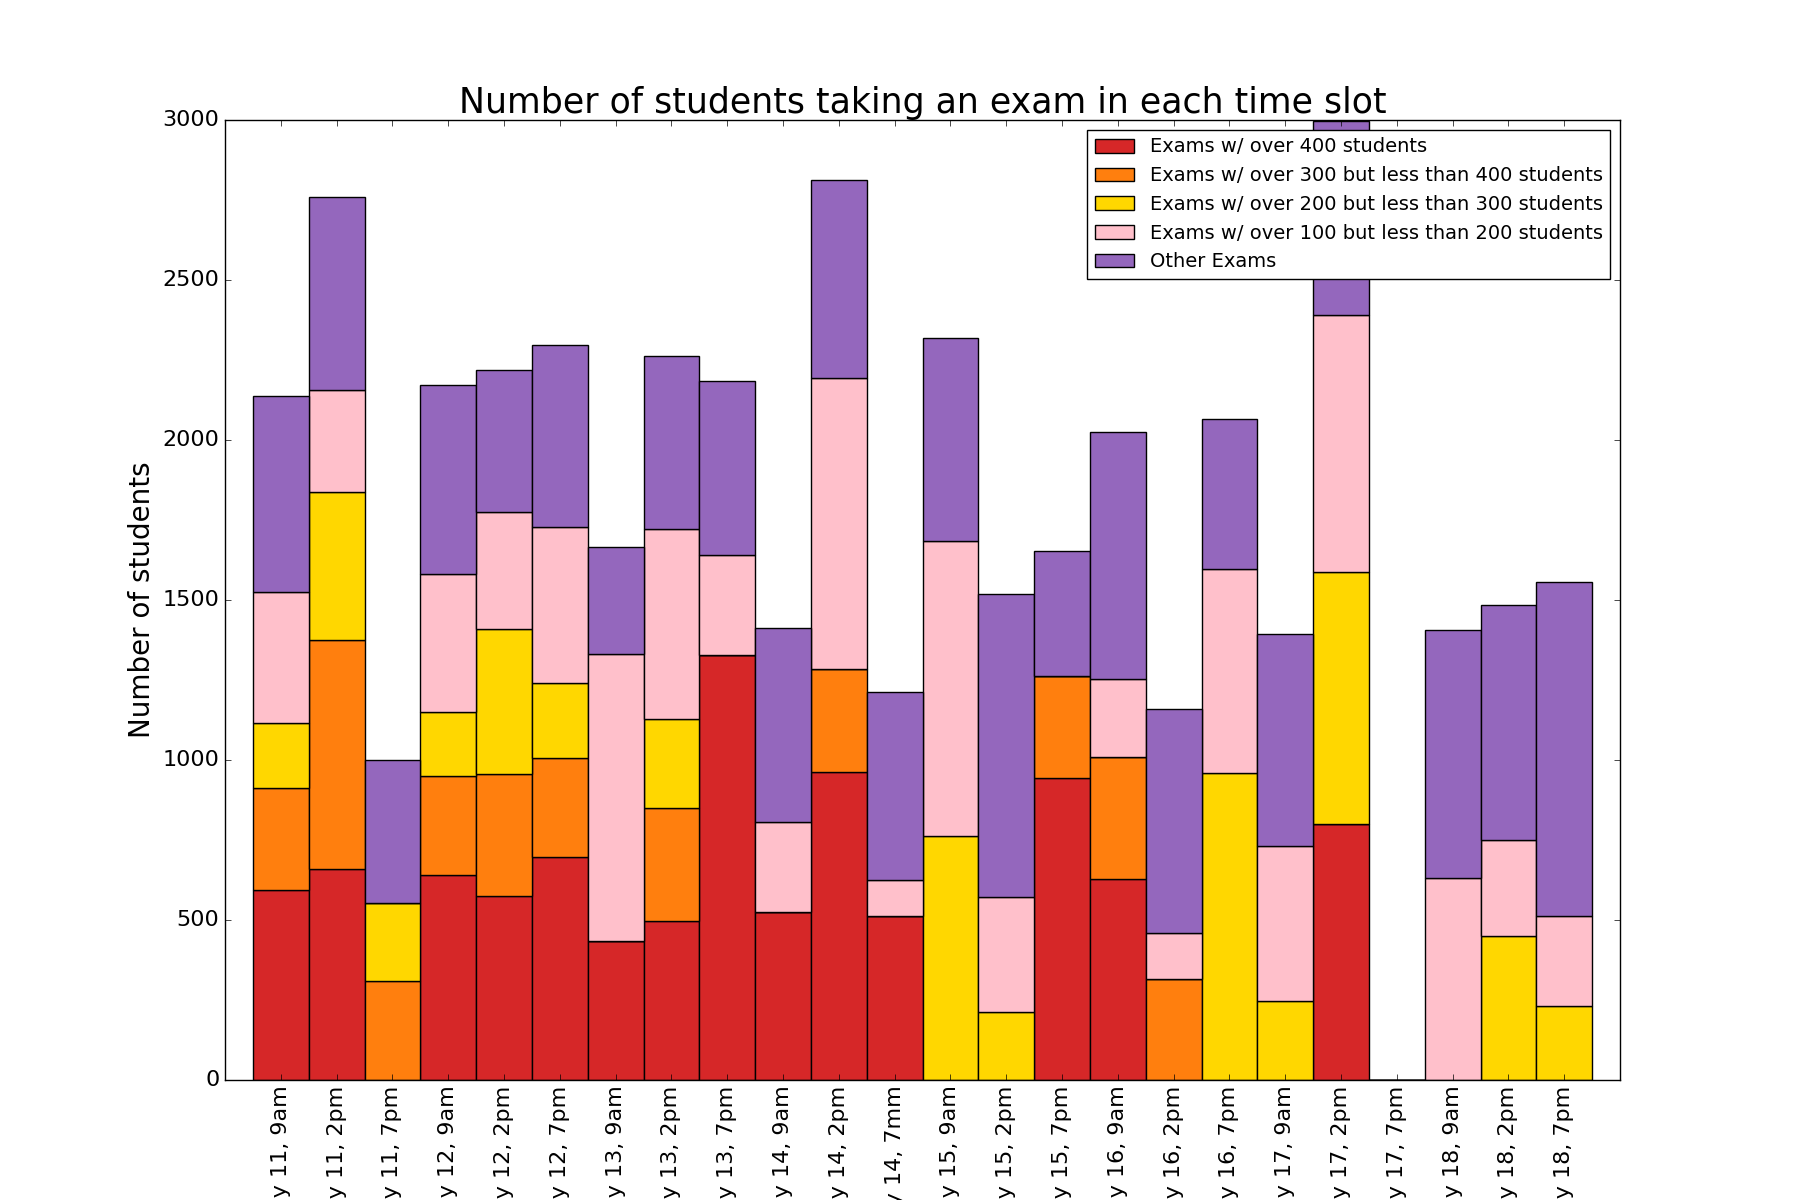 Number of students taking an exam in each time slot
3000
2500
2000
1500
1000
500
0
Number of students
Exams w/ over 400 students
Exams w/ over 300 but less than 400 students
Exams w/ over 200 but less than 300 students
Exams w/ over 100 but less than 200 students
Other Exams
y 11, 9am
y 11, 2pm
y 11, 7pm
y 12, 9am
y 12, 2pm
y 12, 7pm
y 13, 9am
y 13, 2pm
y 13, 7pm
y 14, 9am
y 14, 2pm
y 14, 7mm
y 15, 9am
y 15, 2pm
y 15, 7pm
y 16, 9am
y 16, 2pm
y 16, 7pm
y 17, 9am
y 17, 2pm
y 17, 7pm
y 18, 9am
y 18, 2pm
y 18, 7pm